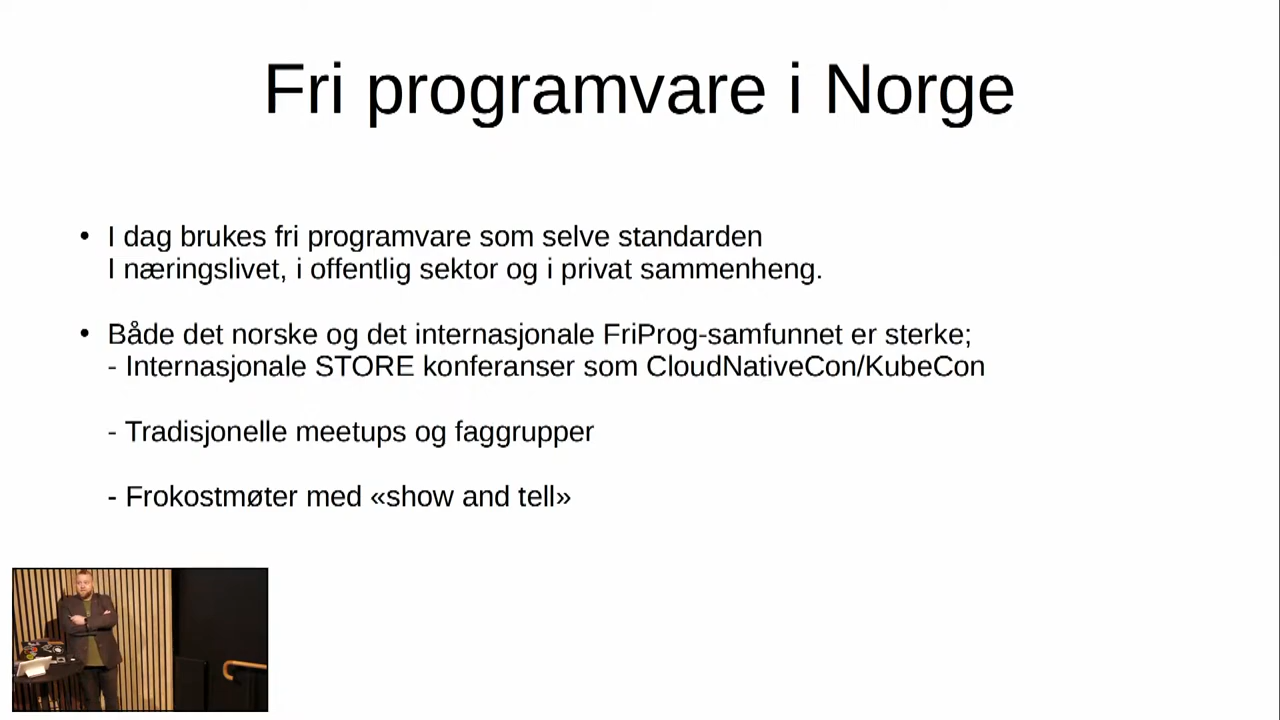 Fri programvare i Norge
• I dag brukes fri programvare som selve standarden
I næringslivet, i offentlig sektor og i privat sammenheng.
• Både det norske og det internasjonale FriProg-samfunnet er sterke;
- Internasjonale STORE konferanser som CloudNativeCon/KubeCon
- Tradisjonelle meetups og faggrupper
- Frokostmøter med «show and tell»